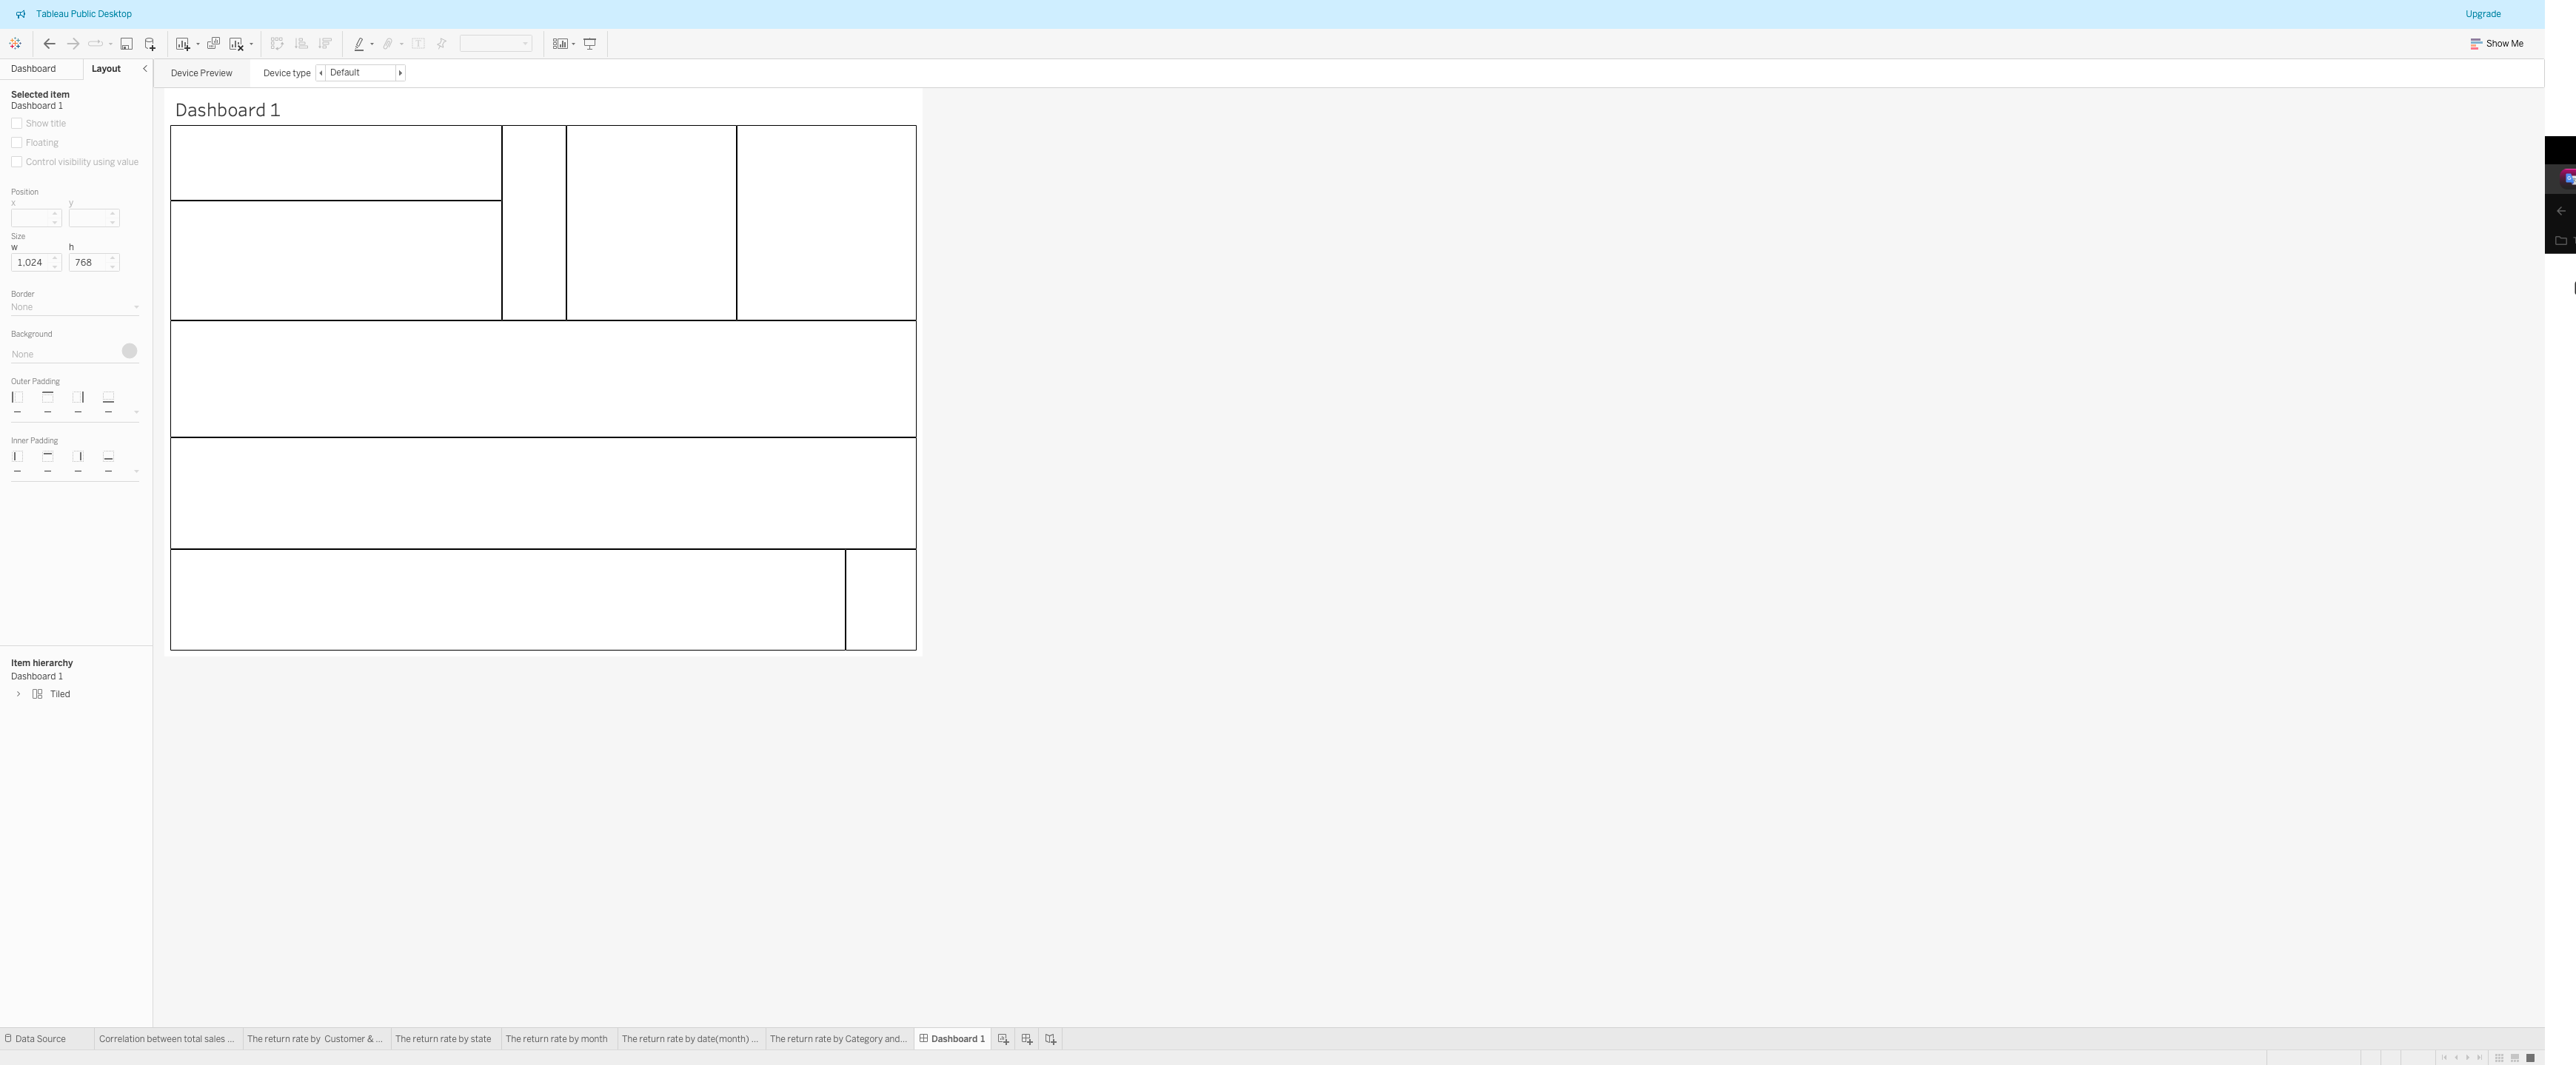 Tableau Public Desktop
Upgrade
Show Me
Dashboard
Layout
Device Preview
Device type
Default
Selected item
Dashboard 1
Show title
Floating
Control visibility using value
Position
x
y
Size
w
h
1,024
768
Border
None
Background
None
Outer Padding
Inner Padding
Item hierarchy
Dashboard 1
Tiled
Dashboard 1
Data Source
Correlation between total sales ...
The return rate by Customer & ...
The return rate by state
The return rate by month
The return rate by date(month) ...
The return rate by Category and...
Dashboard 1